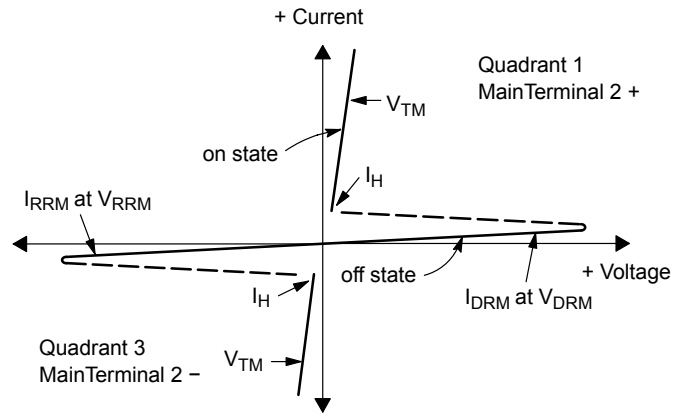 + Current
Quadrant 1
MainTerminal 2 +
VTM
on state
IH
IRRM at VRRM
off state
+ Voltage
IDRM at VDRM
IH
Quadrant 3
MainTerminal 2 −
VTM